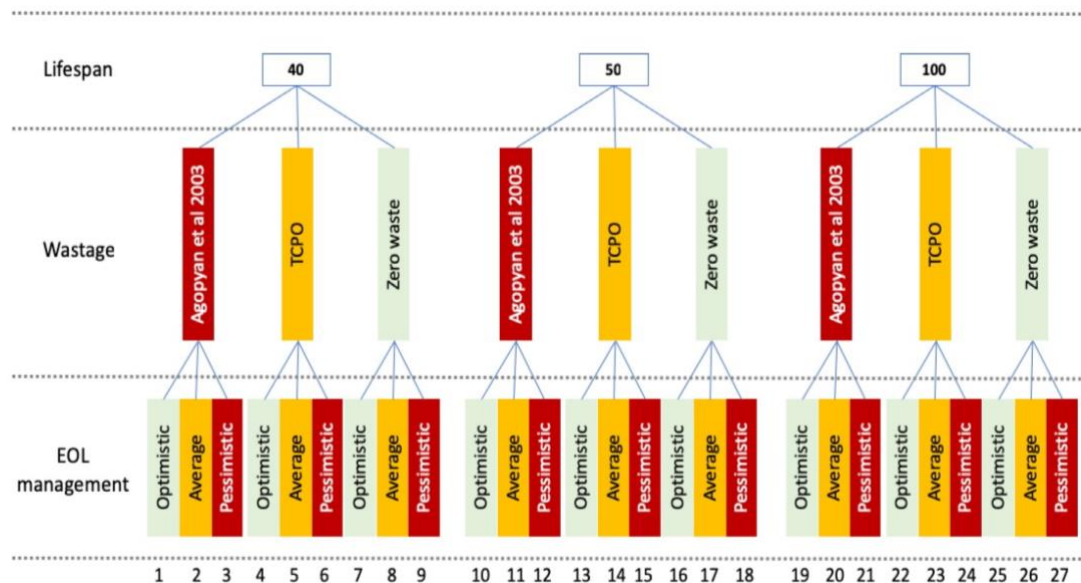 Lifespan
40
50
100
Wastage
Agopyan et al 2003
TCPO
Zero waste
Agopyan et al 2003
TCPO
Zero waste
Agopyan et al 2003
TCPO
Zero waste
EOL
management
Optimistic
Average
Pessimistic
Optimistic
Average
Pessimistic
Optimistic
Average
Pessimistic
Optimistic
Average
Pessimistic
Optimistic
Average
Pessimistic
Optimistic
Average
Pessimistic
Optimistic
Average
Pessimistic
Optimistic
Average
Pessimistic
Optimistic
Average
Pessimistic
1 2 3 4 5 6 7 8 9 10 11 12 13 14 15 16 17 18 19 20 21 22 23 24 25 26 27